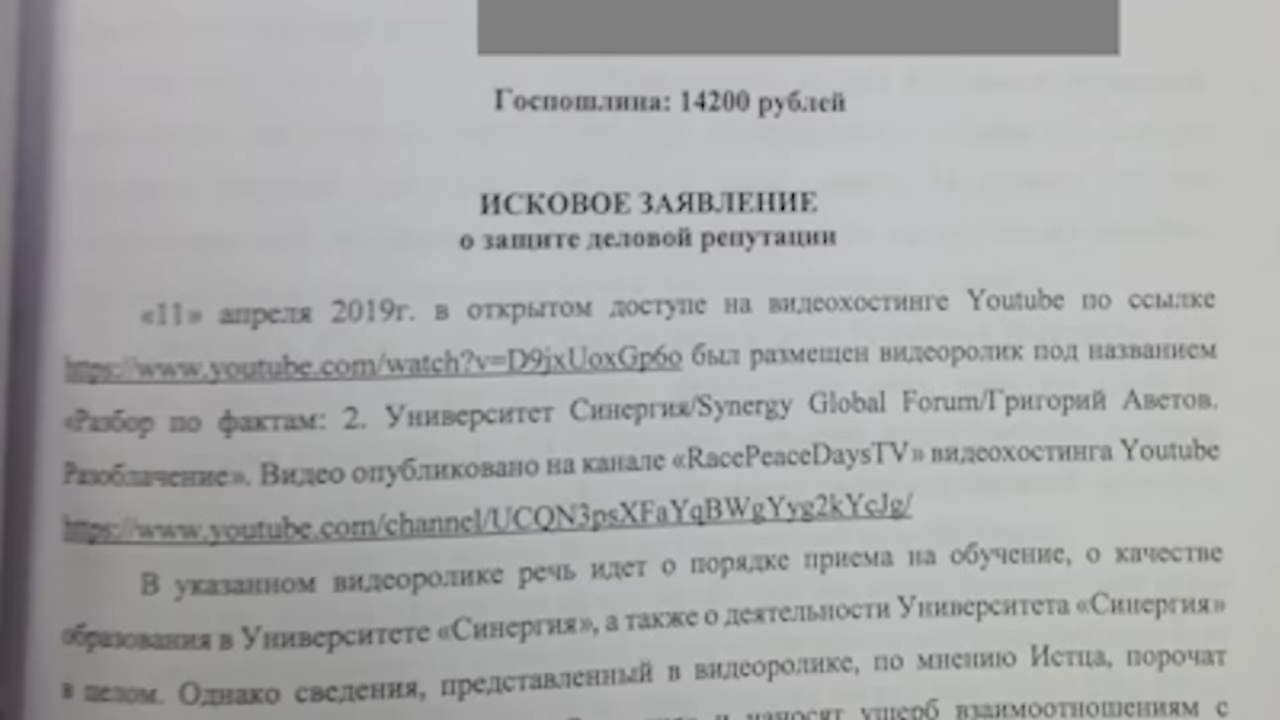 Госпошлина: 14200 рублей
ИСКОВОЕ ЗАЯВЛЕНИЕ
о защите деловой репутации
«11» апреля 2019г. в открытом доступе на видеохостинге Youtube по ссылке
https://www.youtube.com/watch?v=D9jxUoxGp6o был размещен видеоролик под названием
«Разбор по фактам: 2. Университет Синергия/Synergy Global Forum/Григорий Аветов.
Разоблачение». Видео опубликовано на канале «RacePeaceDaysTV» видеохостинга Youtube
https://www.youtube.com/channel/UCQN3psXFaYqBWgYyg2kYcJg/
В указанном видеоролике речь идет о порядке приема на обучение, о качестве
образования в Университете «Синергия», а также о деятельности Университета «Синергия»
в целом. Однако сведения, представленный в видеоролике, по мнению Истца, порочат
и наносят ущерб взаимоотношениям с